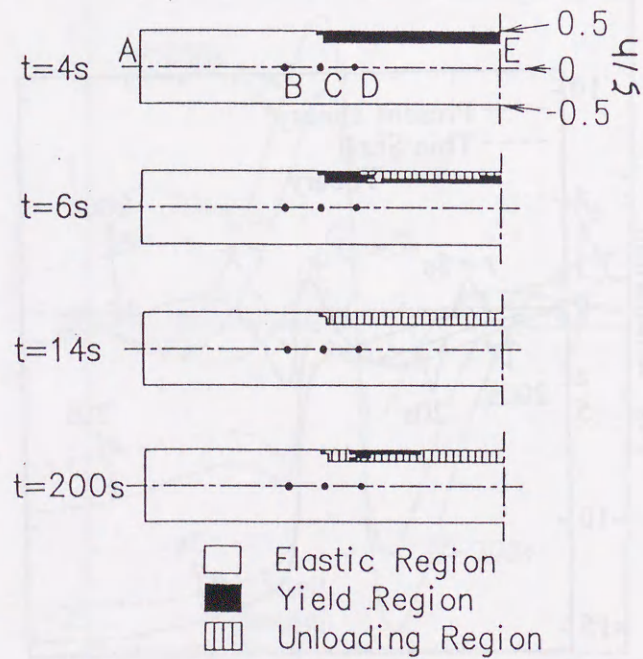 0.5
A E
t=4s 0 ζ/h
B C D
-0.5
t=6s
t=14s
t=200s
Elastic Region
Yield Region
Unloading Region